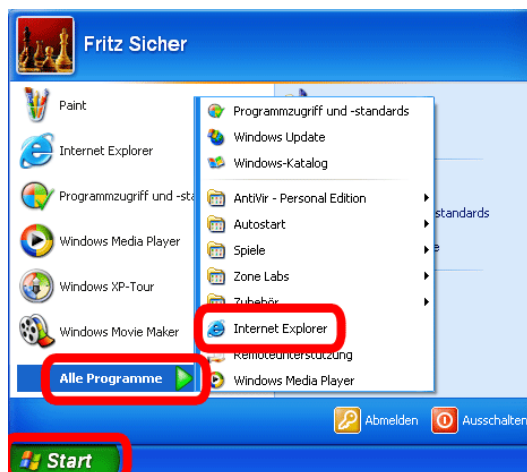 Fritz Sicher
Paint
Internet Explorer
Programmzugriff und -sta
Windows Media Player
Windows XP-Tour
Windows Movie Maker
Alle Programme
Programmzugriff und -standards
Windows Update
Windows-Katalog
AntiVir - Personal Edition
Autostart
Spiele
Zone Labs
Zubehör
Internet Explorer
Remoteunterstützung
Windows Media Player
standards
e
Abmelden
Ausschalten
Start